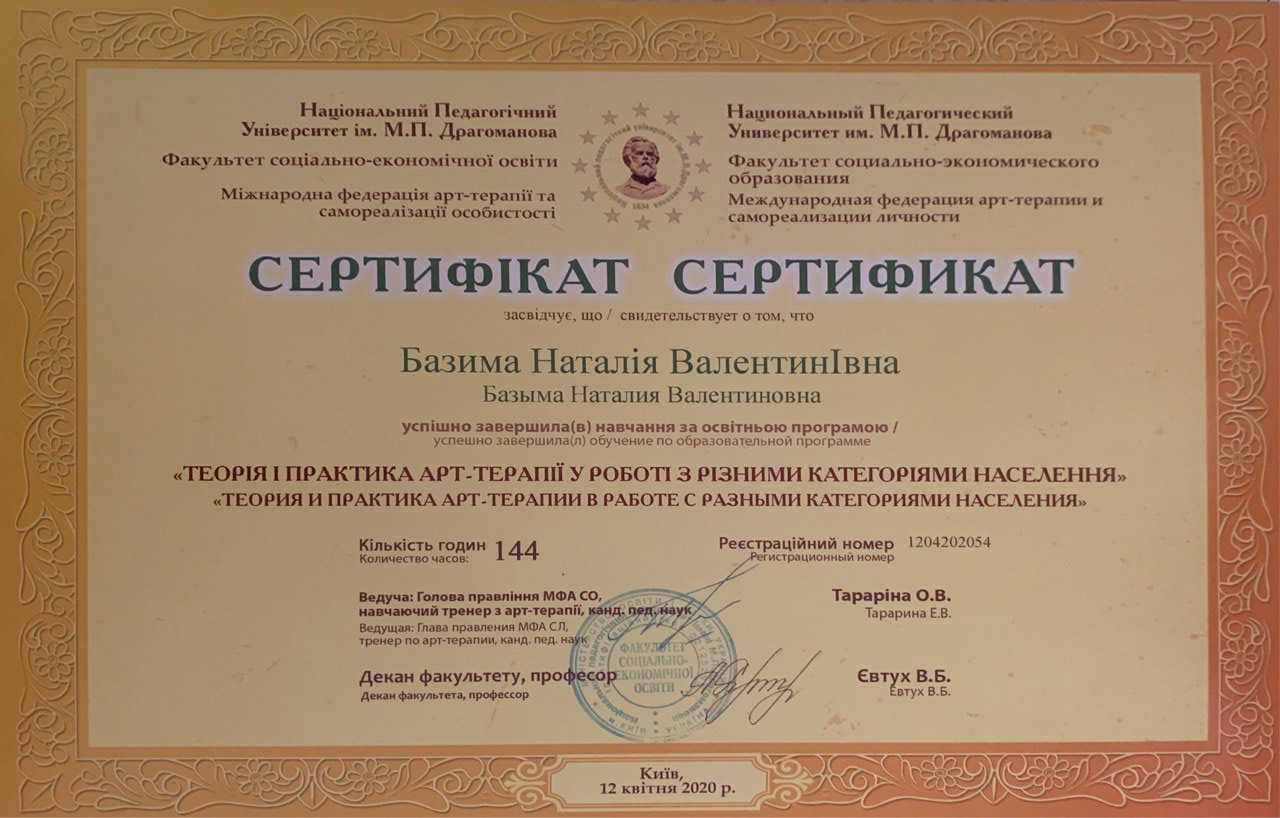 Національний Педагогічний
Університет ім. М.П. Драгоманова
Факультет соціально-економічної освіти
Міжнародна федерація арт-терапії та
самореалізації особистості
Национальный Педагогический
Университет им. М.П. Драгоманова
Факультет социально-экономического
образования
Международная федерация арт-терапии и
самореализации личности
1834
СЕРТИФІКАТ СЕРТИФИКАТ
засвідчує, що / свидетельствует о том, что
Базима Наталія ВалентинІвна
Базыма Наталия Валентиновна
успішно завершила(в) навчання за освітньою програмою /
успешно завершила(л) обучение по образовательной программе
«ТЕОРІЯ І ПРАКТИКА АРТ-ТЕРАПІЇ У РОБОТІ З РІЗНИМИ КАТЕГОРІЯМИ НАСЕЛЕННЯ»
«ТЕОРИЯ И ПРАКТИКА АРТ-ТЕРАПИИ В РАБОТЕ С РАЗНЫМИ КАТЕГОРИЯМИ НАСЕЛЕНИЯ»
Кількість годин 144
Количество часов:
Реєстраційний номер 1204202054
Регистрационный номер
Ведуча: Голова правління МФА СО,
навчаючий тренер з арт-терапії, канд. пед. наук
Ведущая: Глава правления МФА СЛ,
тренер по арт-терапии, канд. пед. наук
Тараріна О.В.
Тарарина Е.В.
Декан факультету, професор
Декан факультета, профессор
Євтух В.Б.
Евтух В.Б.
ФАКУЛЬТЕТ
СОЦІАЛЬНО-
ЕКОНОМІЧНОЇ
ОСВІТИ
м. КИЇВ * УКРАЇНА
Київ,
12 квітня 2020 р.